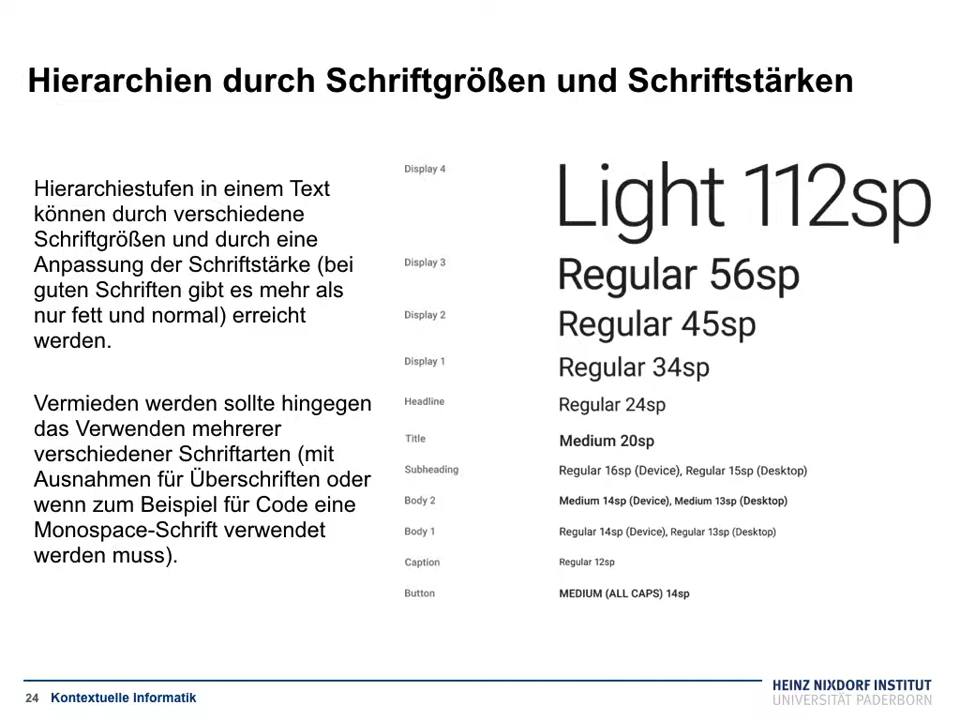 Hierarchien durch Schriftgrößen und Schriftstärken
Hierarchiestufen in einem Text
können durch verschiedene
Schriftgrößen und durch eine
Anpassung der Schriftstärke (bei
guten Schriften gibt es mehr als
nur fett und normal) erreicht
werden.
Vermieden werden sollte hingegen
das Verwenden mehrerer
verschiedener Schriftarten (mit
Ausnahmen für Überschriften oder
wenn zum Beispiel für Code eine
Monospace-Schrift verwendet
werden muss).
Display 4 Light 112sp
Display 3 Regular 56sp
Display 2 Regular 45sp
Display 1 Regular 34sp
Headline Regular 24sp
Title Medium 20sp
Subheading Regular 16sp (Device), Regular 15sp (Desktop)
Body 2 Medium 14sp (Device), Medium 13sp (Desktop)
Body 1 Regular 14sp (Device), Regular 13sp (Desktop)
Caption Regular 12sp
Button MEDIUM (ALL CAPS) 14sp
24 Kontextuelle Informatik
HEINZ NIXDORF INSTITUT
UNIVERSITÄT PADERBORN